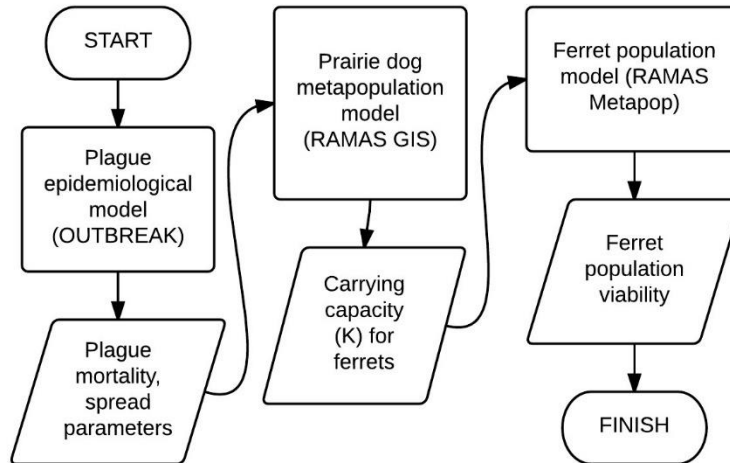 START
Plague
epidemiological
model
(OUTBREAK)
Plague
mortality,
spread
parameters
Prairie dog
metapopulation
model
(RAMAS GIS)
Carrying
capacity
(K) for
ferrets
Ferret population
model (RAMAS
Metapop)
Ferret
population
viability
FINISH